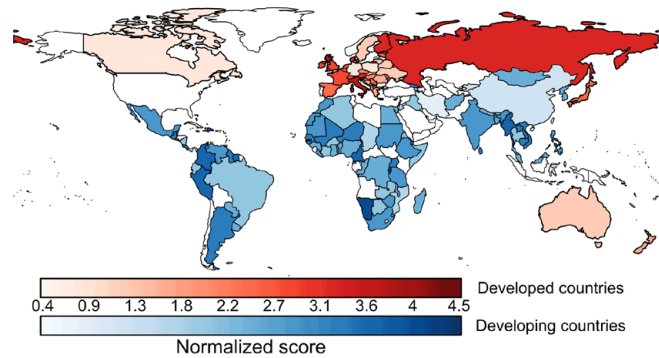 Developed countries
0.4 0.9 1.3 1.8 2.2 2.7 3.1 3.6 4 4.5
Developing countries
Normalized score